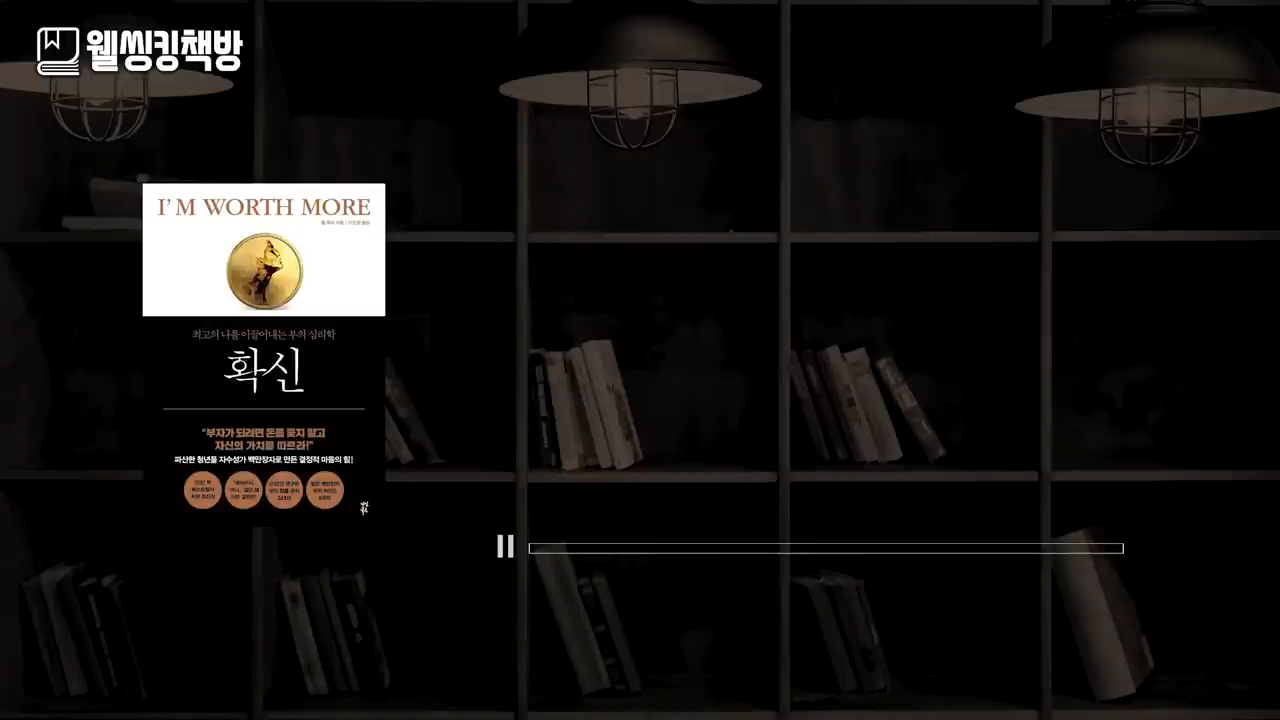 웰씽킹책방
I'M WORTH MORE
최고의 나를 이끌어내는 부의 심리학
확신
"부자가 되려면 돈을 좇지 말고
자신의 가치를 따르라!"
파산한 청년을 자수성가 백만장자로 만든 결정적 마음의 힘!